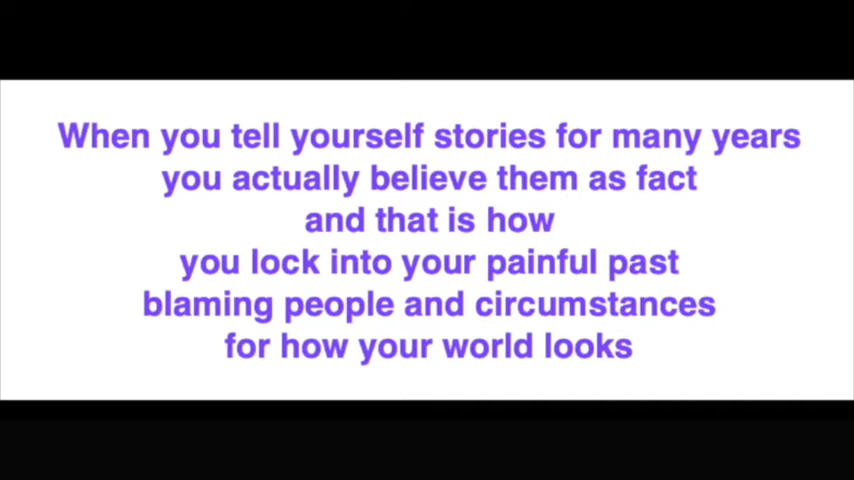 When you tell yourself stories for many years
you actually believe them as fact
and that is how
you lock into your painful past
blaming people and circumstances
for how your world looks